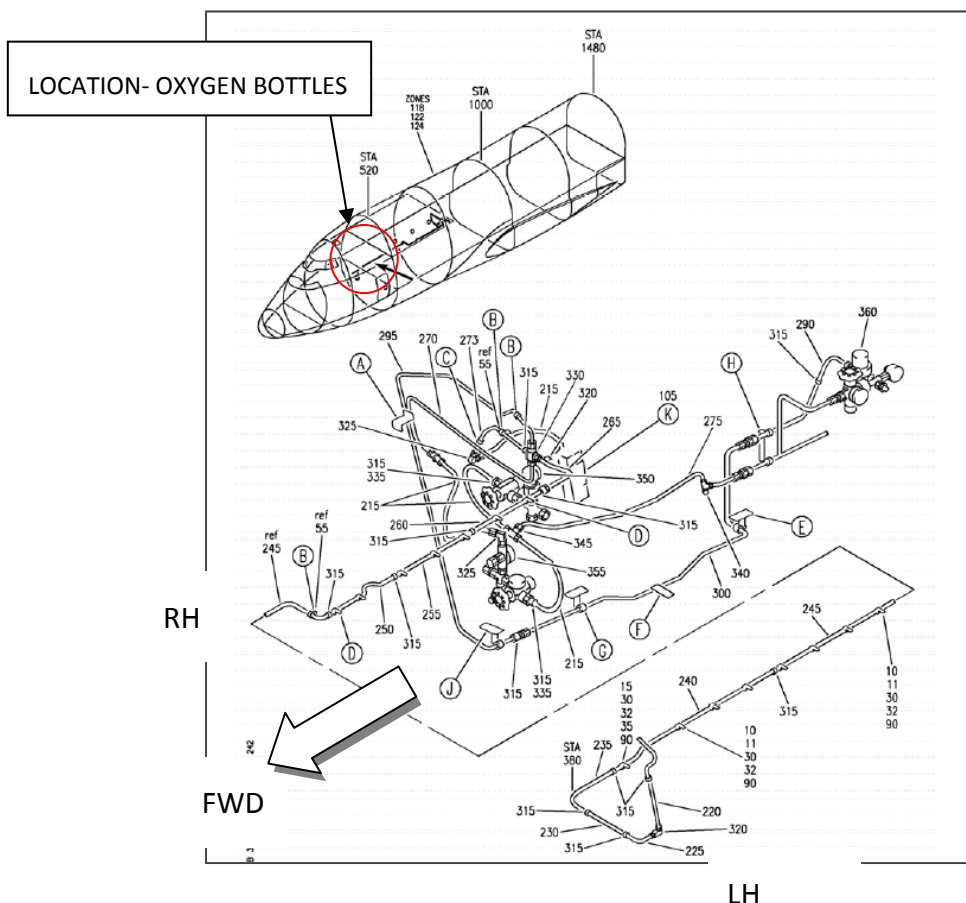 LOCATION- OXYGEN BOTTLES
STA
1480
STA
1000
ZONES
118
122
124
STA
520
360
290
315
H
B
273
270
295
C
ref
55
B
A
315
330
320
215
105
K
265
275
325
315
335
350
215
260
315
D
E
ref
55
ref
245
B
315
325
345
340
355
300
RH
255
250
D
315
F
245
G
215
J
315
315
335
10
11
30
32
90
15
30
32
35
90
240
315
10
11
30
32
90
242
STA
380
235
FWD
315
315
220
230
320
315
225
LH